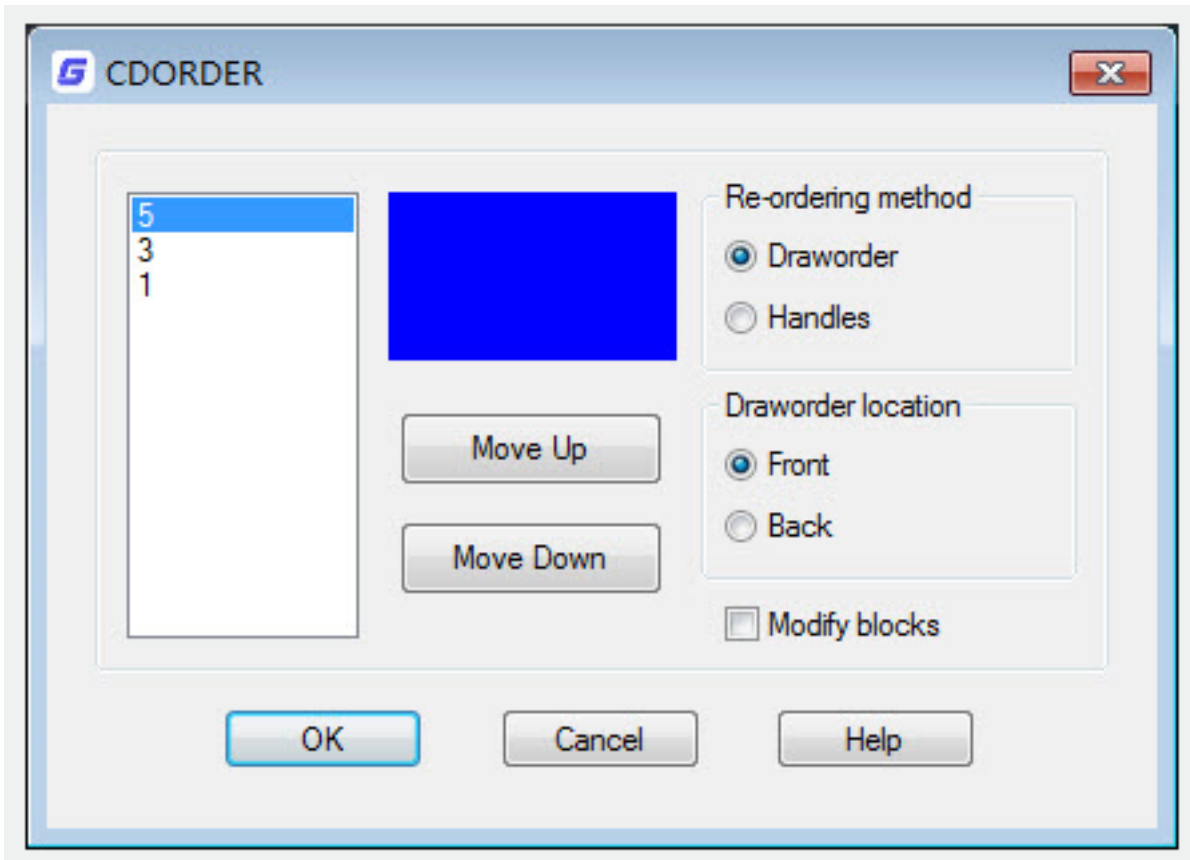 CDORDER
5
3
1
Move Up
Move Down
Re-ordering method
Draworder
Handles
Draworder location
Front
Back
Modify blocks
OK
Cancel
Help